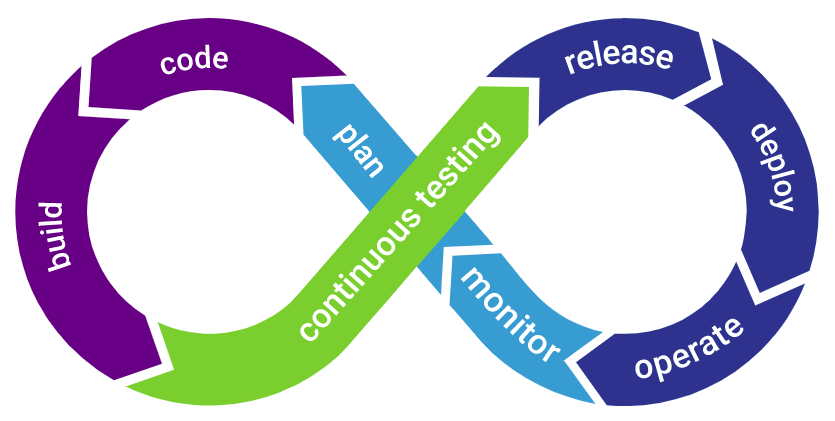 code
release
plan
continuous testing
deploy
build
monitor
operate